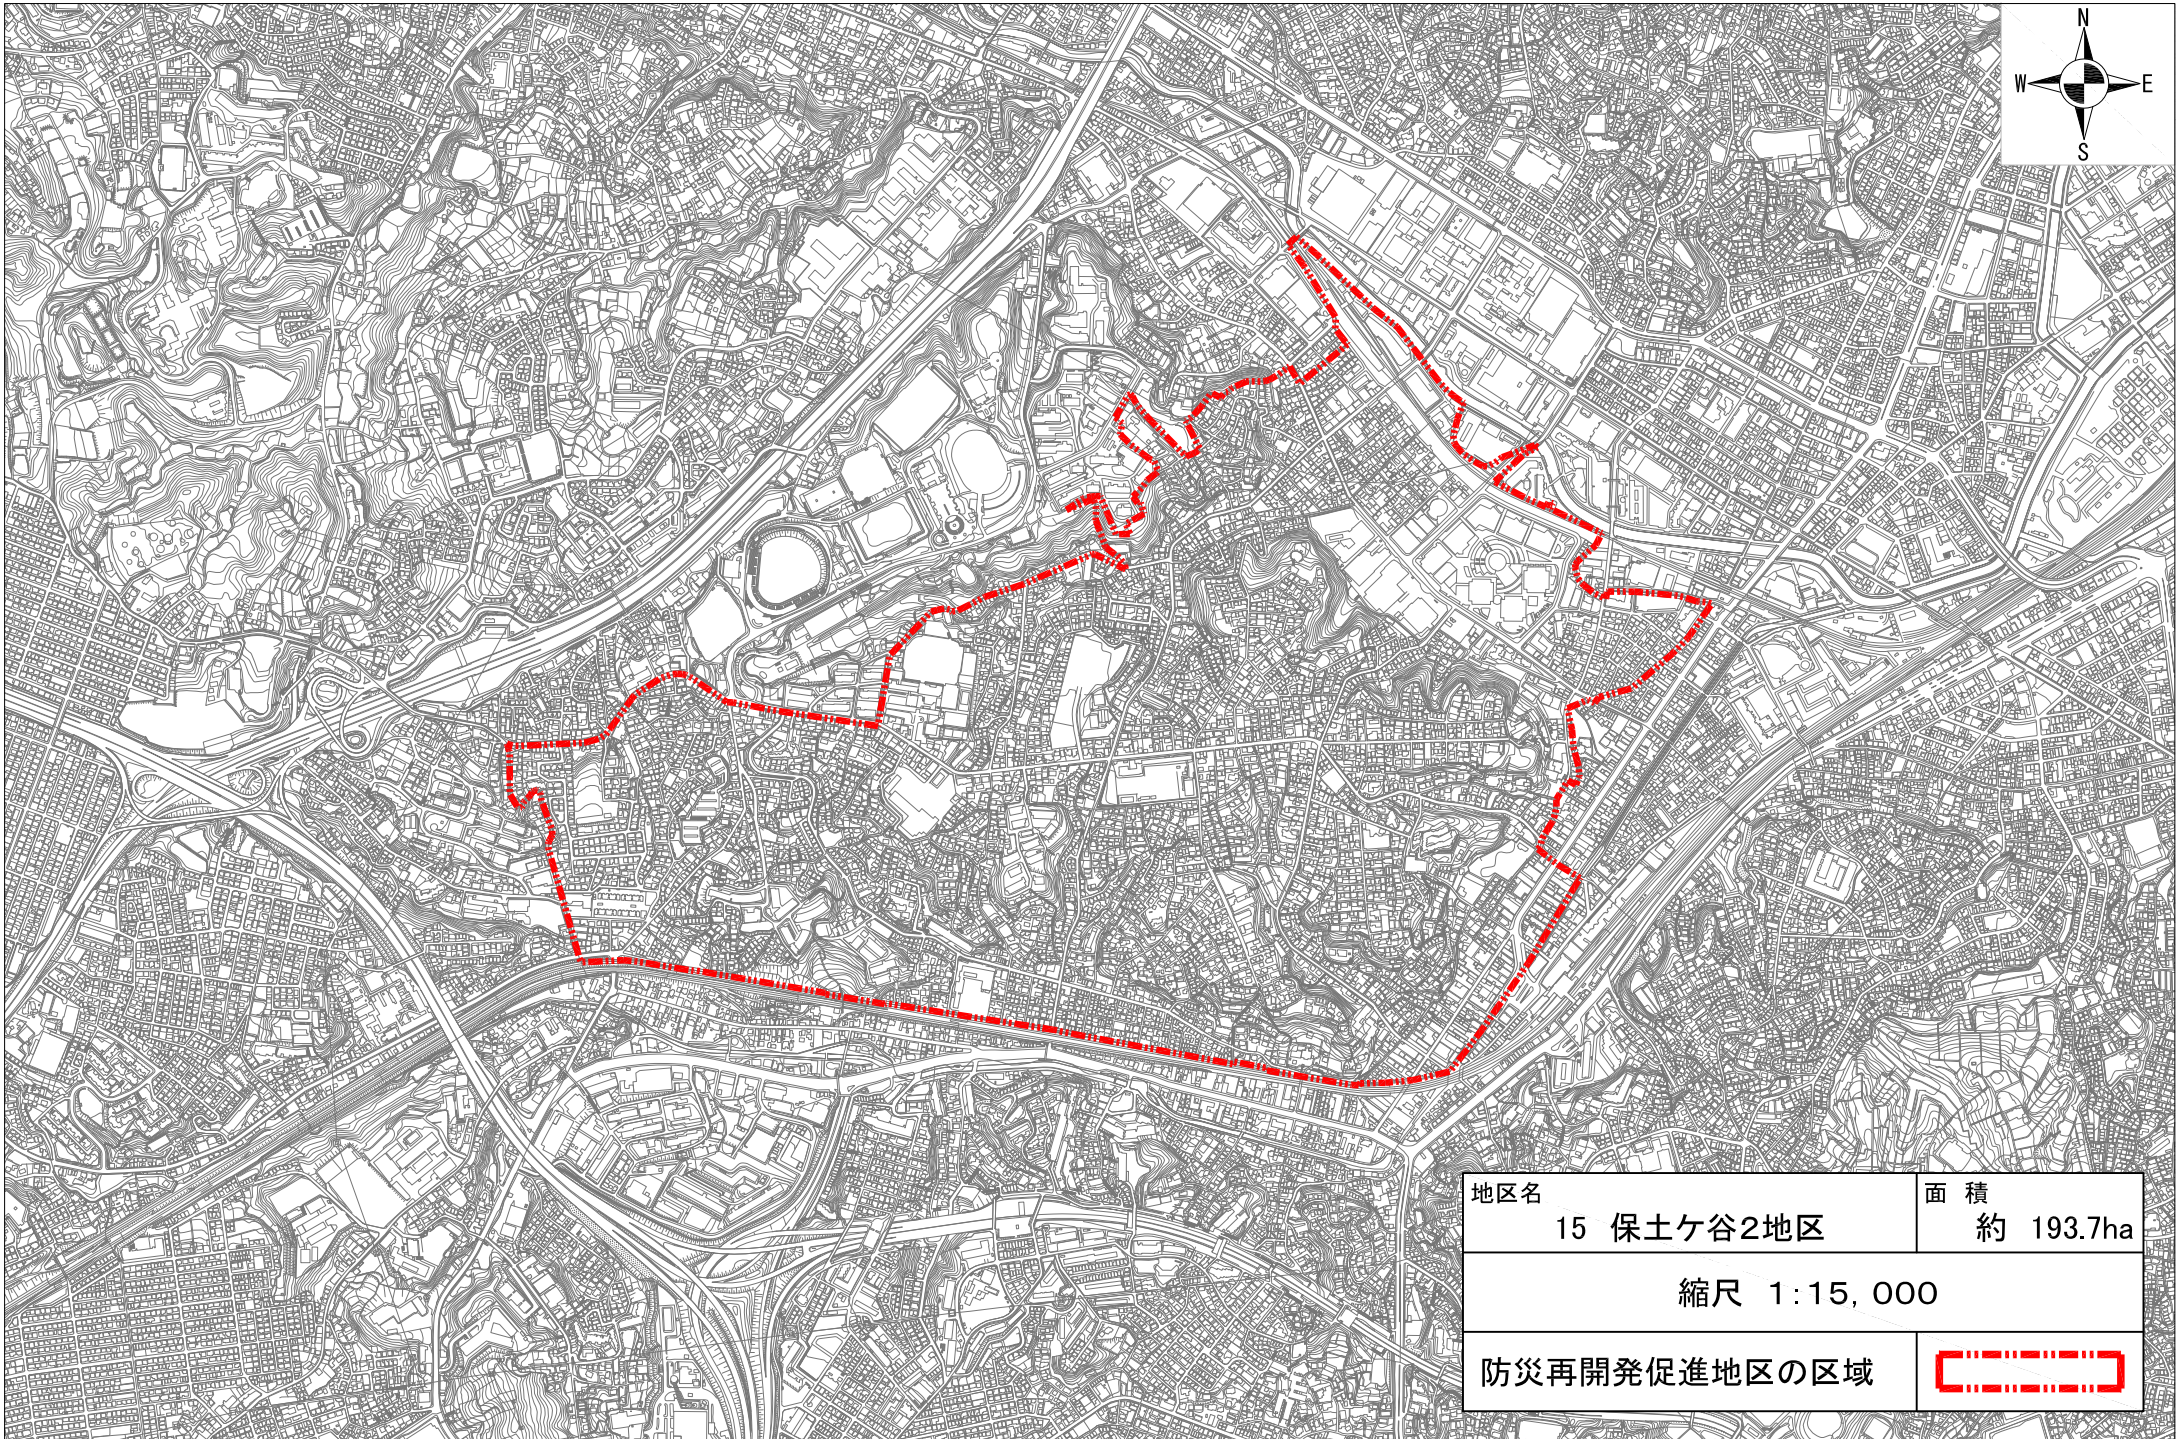 N
W E
S
地区名
15 保土ケ谷2地区
面 積
約 193.7ha
縮尺 1:15,000
防災再開発促進地区の区域